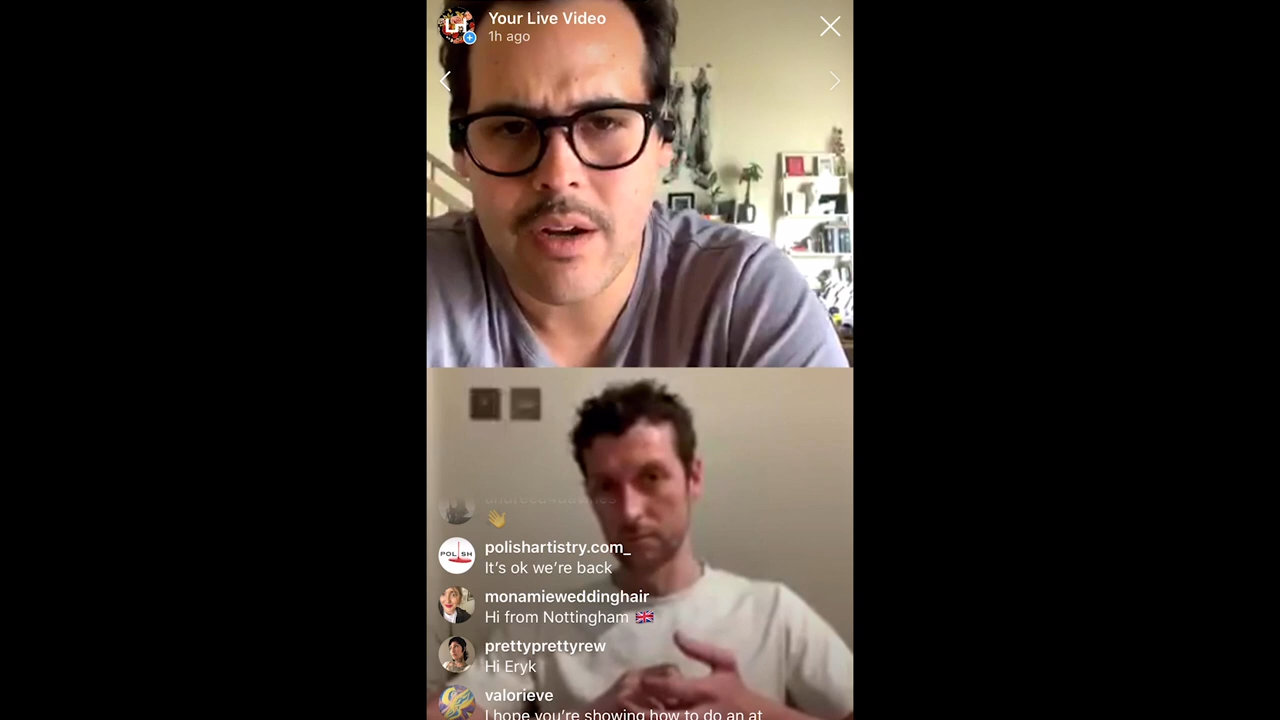 Your Live Video
1h ago
👋
POLISH
polishartistry.com_
It’s ok we’re back
monamieweddinghair
Hi from Nottingham 🇬🇧
prettyprettyrew
Hi Eryk
valorieve
I hope you’re showing how to do an at